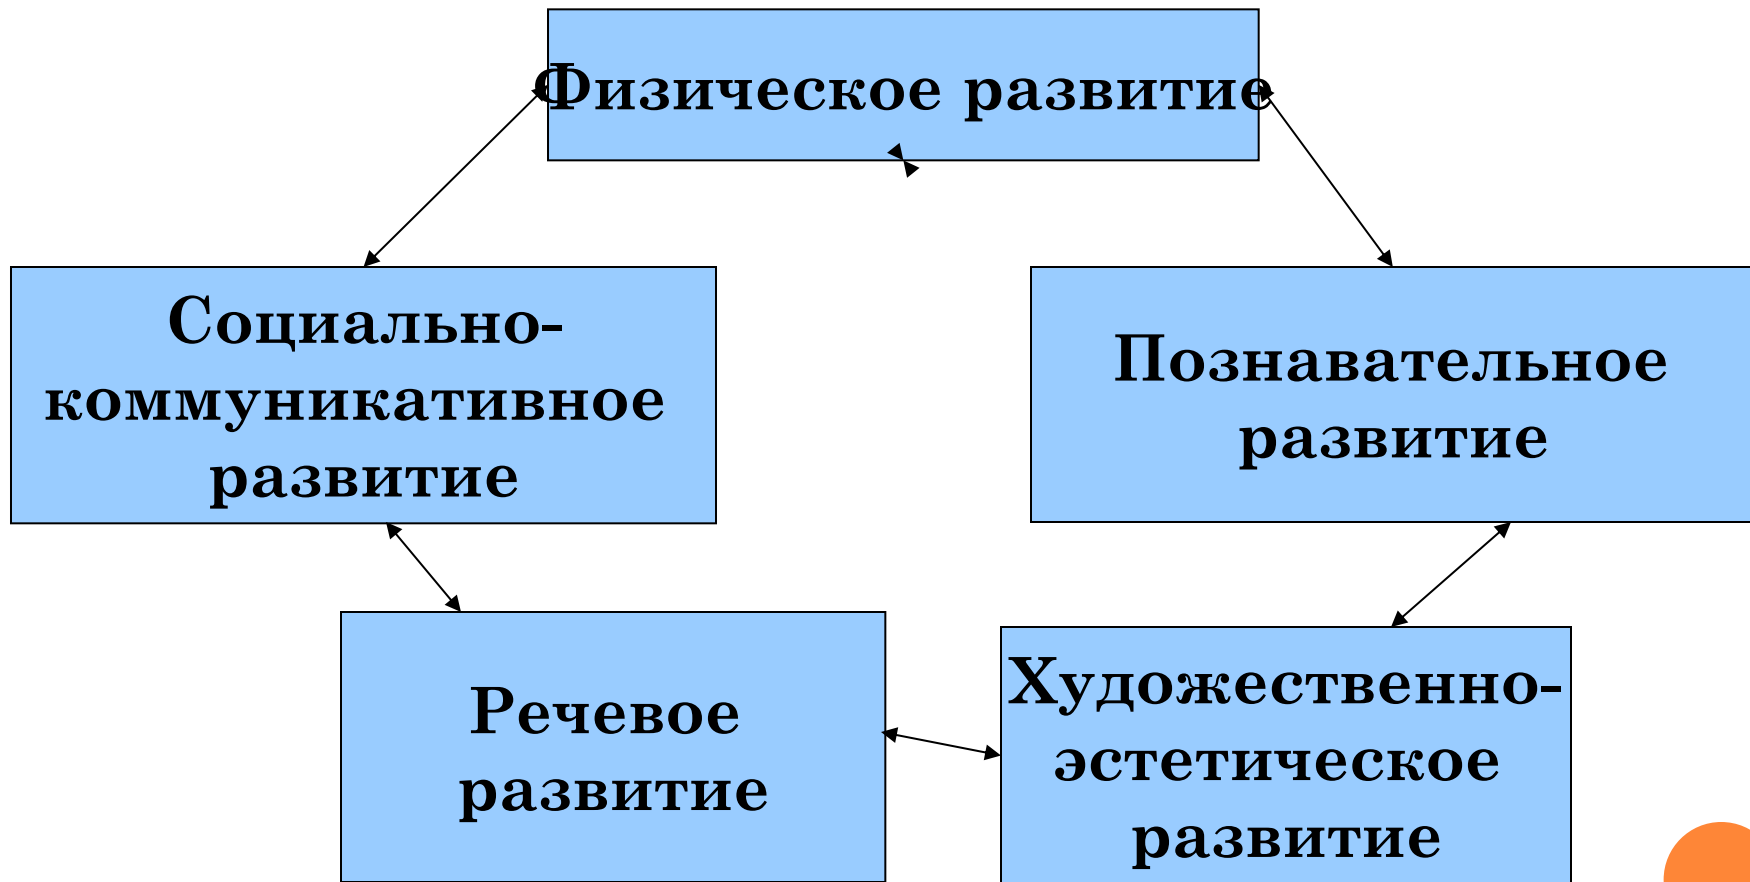 Физическое развитие
Социально-
коммуникативное
развитие
Познавательное
развитие
Речевое
развитие
Художественно-
эстетическое
развитие